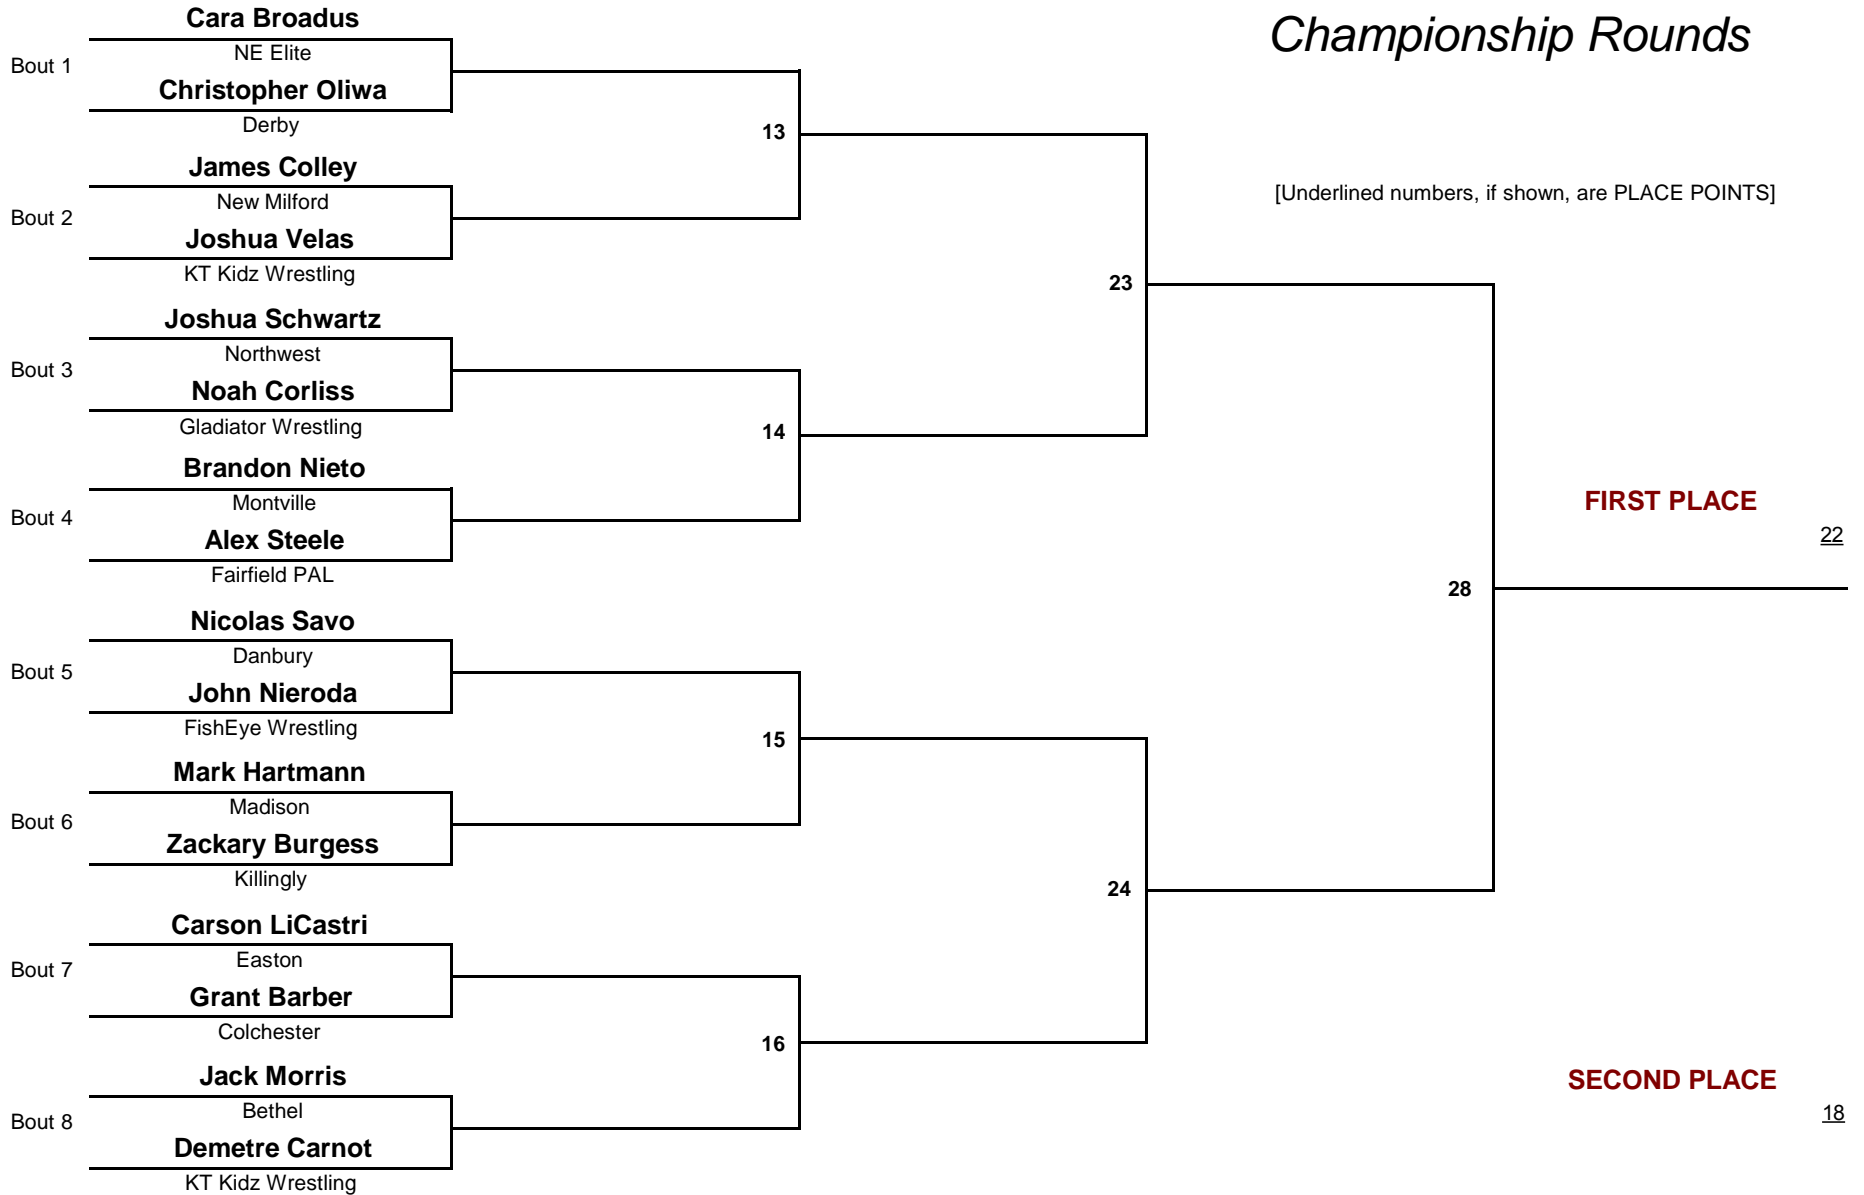 Championship Rounds
[Underlined numbers, if shown, are PLACE POINTS]
Cara Broadus
Bout 1
NE Elite
Christopher Oliwa
Derby
13
James Colley
Bout 2
New Milford
Joshua Velas
KT Kidz Wrestling
23
Joshua Schwartz
Bout 3
Northwest
Noah Corliss
Gladiator Wrestling
14
Brandon Nieto
Bout 4
Montville
Alex Steele
Fairfield PAL
FIRST PLACE
22
28
Nicolas Savo
Bout 5
Danbury
John Nieroda
FishEye Wrestling
15
Mark Hartmann
Bout 6
Madison
Zackary Burgess
Killingly
24
Carson LiCastri
Bout 7
Easton
Grant Barber
Colchester
16
Jack Morris
Bout 8
Bethel
Demetre Carnot
KT Kidz Wrestling
SECOND PLACE
18